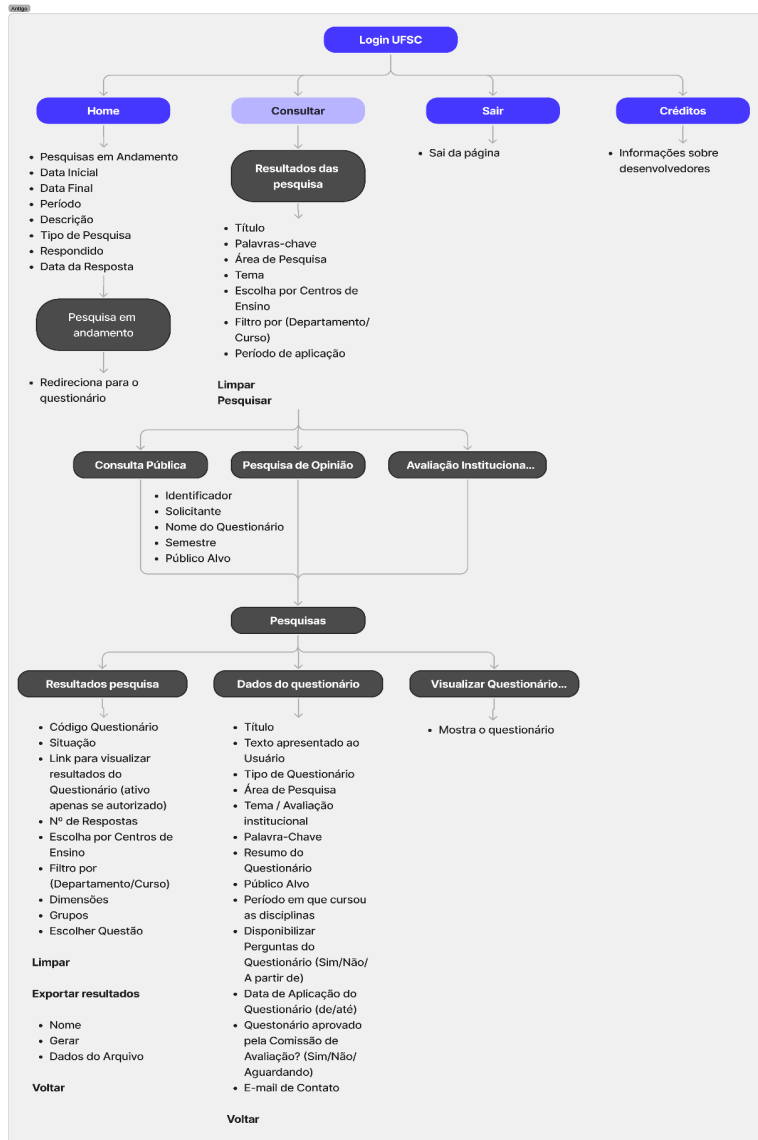 Antigo
Login UFSC
Home
Consultar
Sair
Créditos
• Pesquisas em Andamento
• Data Inicial
• Data Final
• Período
• Descrição
• Tipo de Pesquisa
• Respondido
• Data da Resposta
Pesquisa em
andamento
• Redireciona para o
questionário
Resultados das
pesquisa
• Título
• Palavras-chave
• Área de Pesquisa
• Tema
• Escolha por Centros de
Ensino
• Filtro por (Departamento/
Curso)
• Período de aplicação
Limpar
Pesquisar
• Sai da página
• Informações sobre
desenvolvedores
Consulta Pública
Pesquisa de Opinião
Avaliação Instituciona...
• Identificador
• Solicitante
• Nome do Questionário
• Semestre
• Público Alvo
Pesquisas
Resultados pesquisa
Dados do questionário
Visualizar Questionário...
• Código Questionário
• Situação
• Link para visualizar
resultados do
Questionário (ativo
apenas se autorizado)
• Nº de Respostas
• Escolha por Centros de
Ensino
• Filtro por
(Departamento/Curso)
• Dimensões
• Grupos
• Escolher Questão
Limpar
Exportar resultados
• Nome
• Gerar
• Dados do Arquivo
Voltar
• Título
• Texto apresentado ao
Usuário
• Tipo de Questionário
• Área de Pesquisa
• Tema / Avaliação
institucional
• Palavra-Chave
• Resumo do
Questionário
• Público Alvo
• Período em que cursou
as disciplinas
• Disponibilizar
Perguntas do
Questionário (Sim/Não/
A partir de)
• Data de Aplicação do
Questionário (de/até)
• Questonário aprovado
pela Comissão de
Avaliação? (Sim/Não/
Aguardando)
• E-mail de Contato
Voltar
• Mostra o questionário